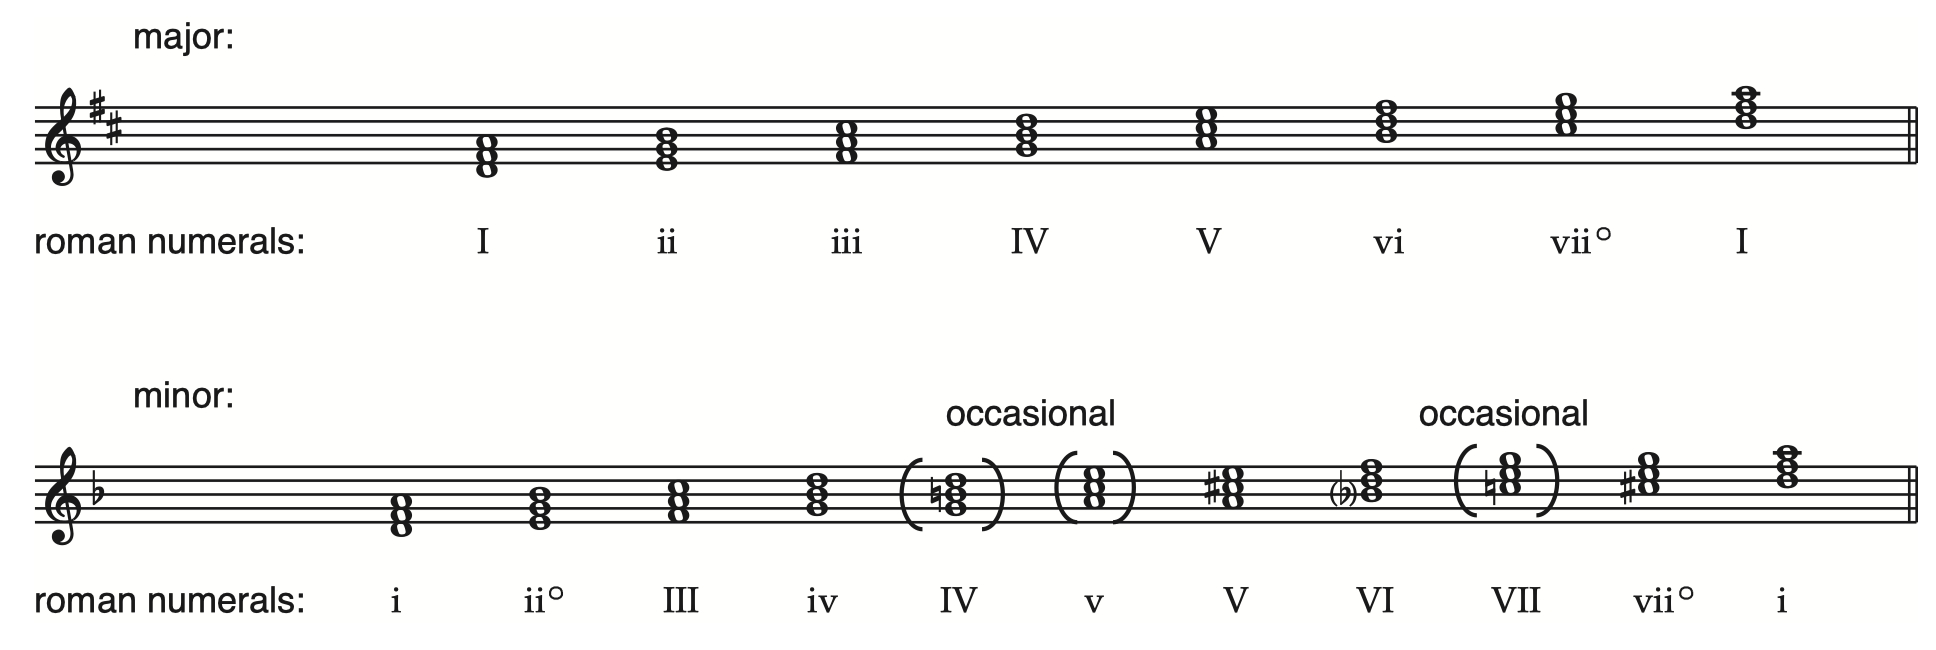 major:
roman numerals: I ii iii IV V vi vii° I
minor:
occasional occasional
roman numerals: i ii° III iv IV v V VI VII vii° i